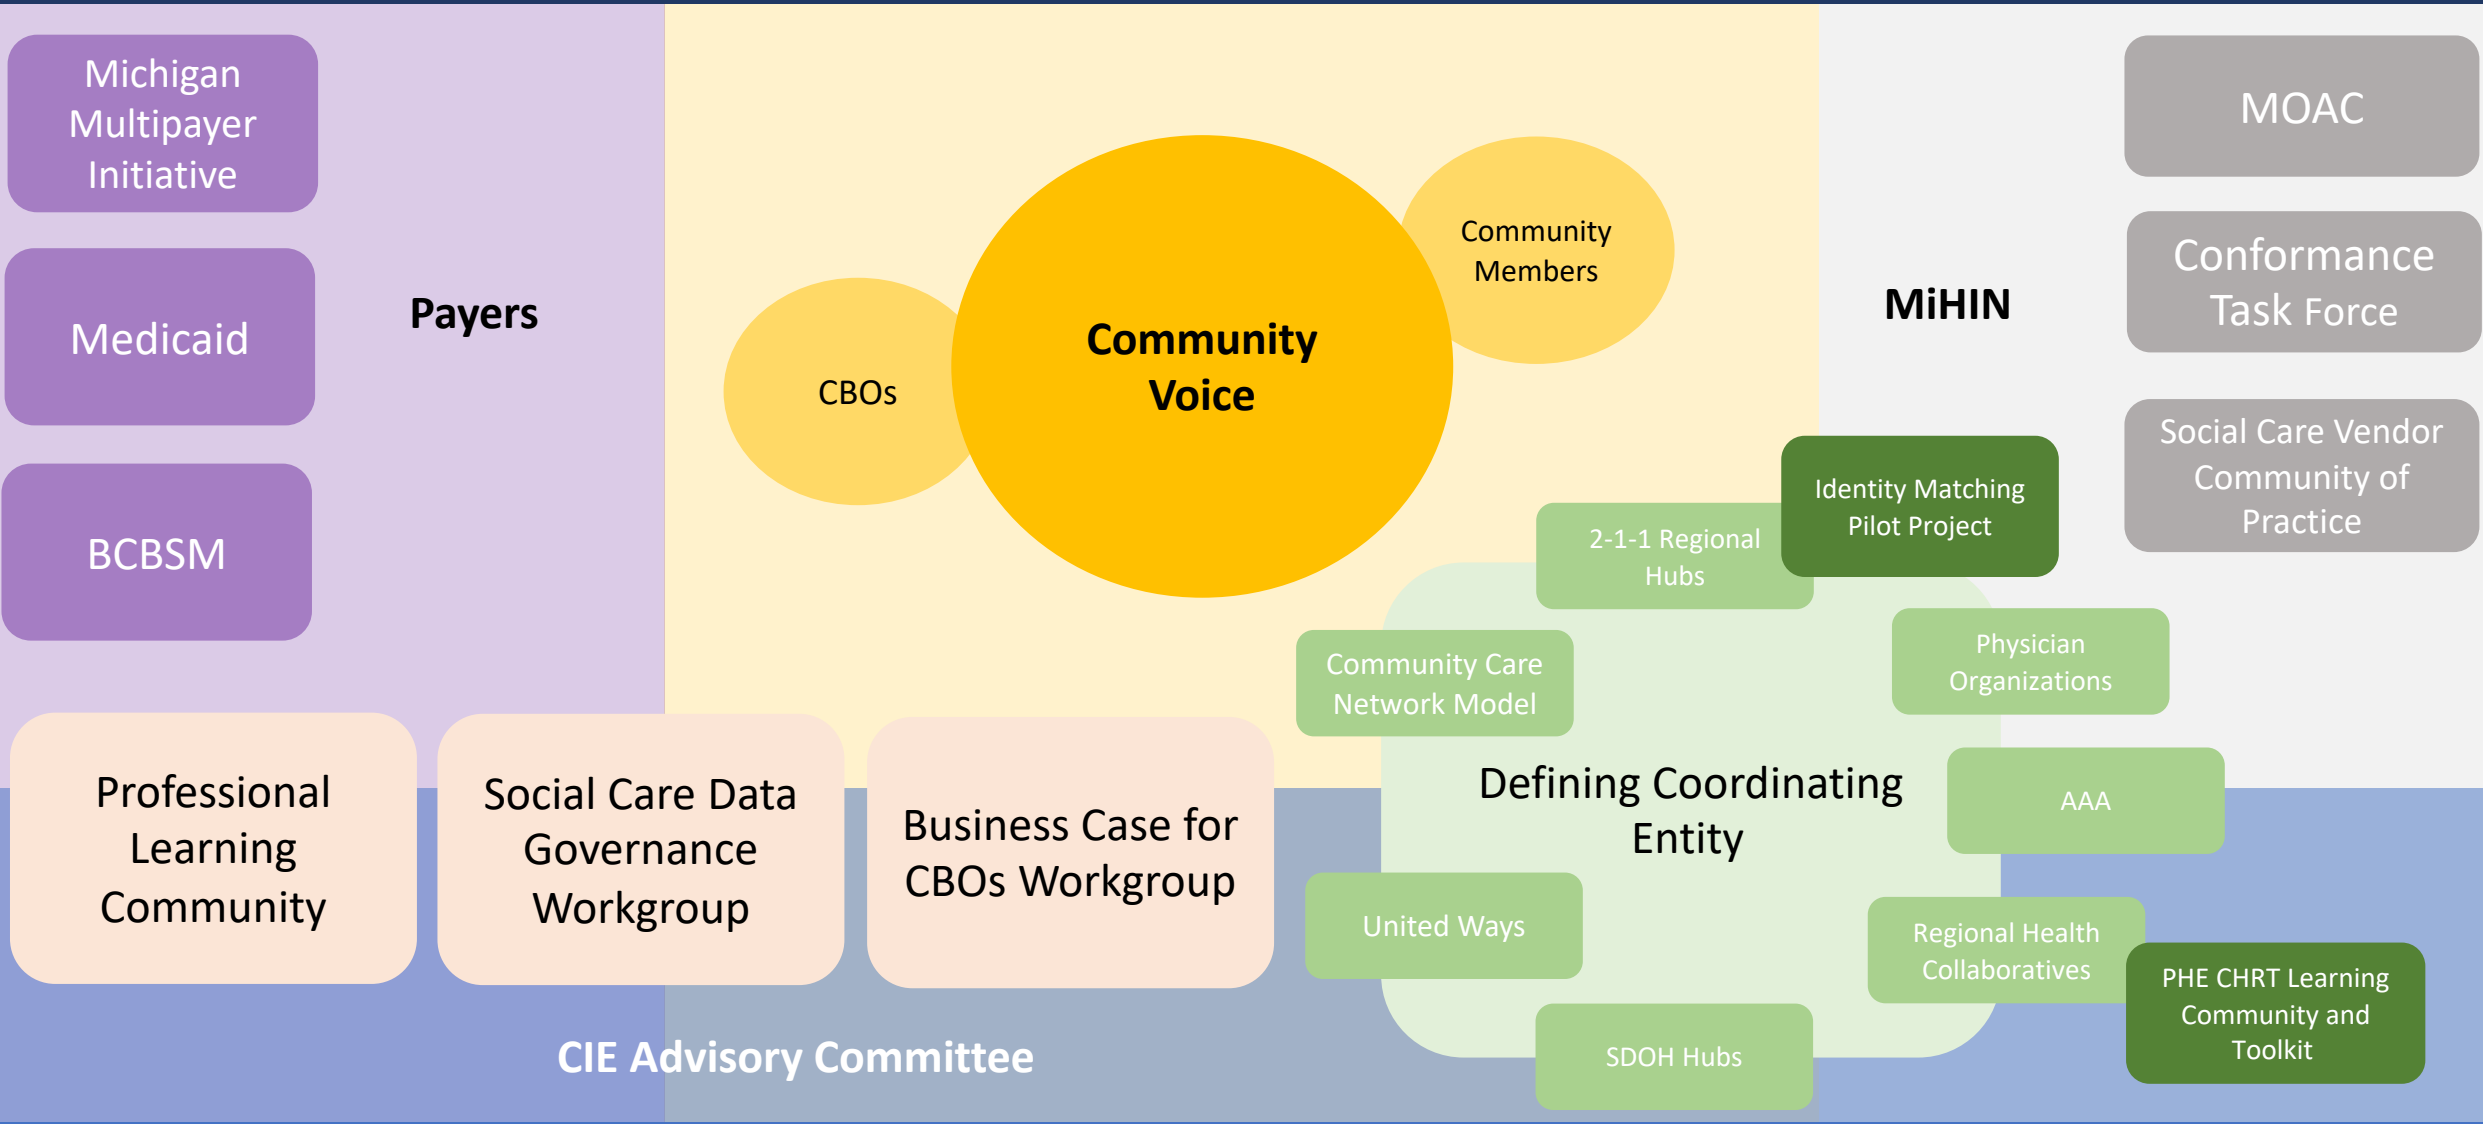 Michigan
Multipayer
Initiative
Medicaid
BCBSM
Payers
CBOs
Community
Voice
Community
Members
MiHIN
MOAC
Conformance
Task Force
Social Care Vendor
Community of
Practice
Identity Matching
Pilot Project
2-1-1 Regional
Hubs
Community Care
Network Model
Physician
Organizations
Defining Coordinating
Entity
AAA
United Ways
Regional Health
Collaboratives
PHE CHRT Learning
Community and
Toolkit
SDOH Hubs
Professional
Learning
Community
Social Care Data
Governance
Workgroup
Business Case for
CBOs Workgroup
CIE Advisory Committee